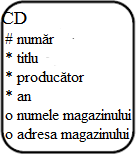 CD
# număr
* titlu
* producător
* an
o numele magazinului
o adresa magazinului